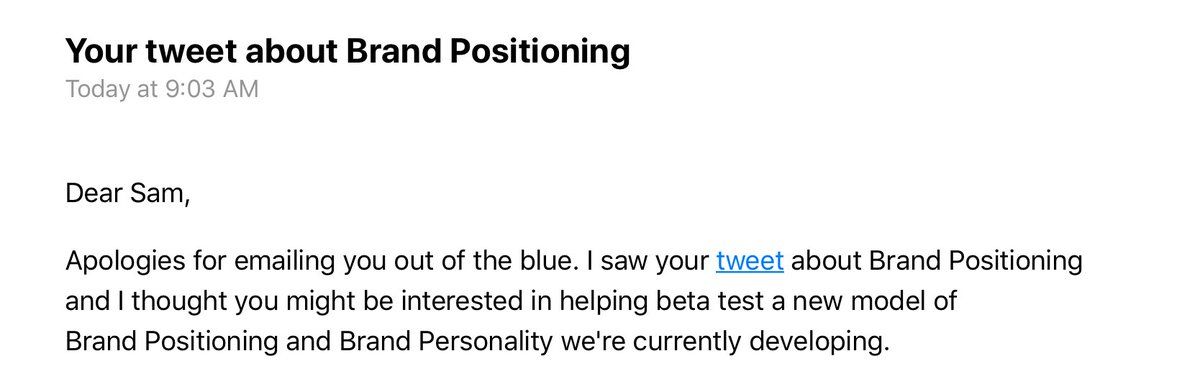 Your tweet about Brand Positioning
Today at 9:03 AM
Dear Sam,
Apologies for emailing you out of the blue. I saw your tweet about Brand Positioning
and I thought you might be interested in helping beta test a new model of
Brand Positioning and Brand Personality we're currently developing.